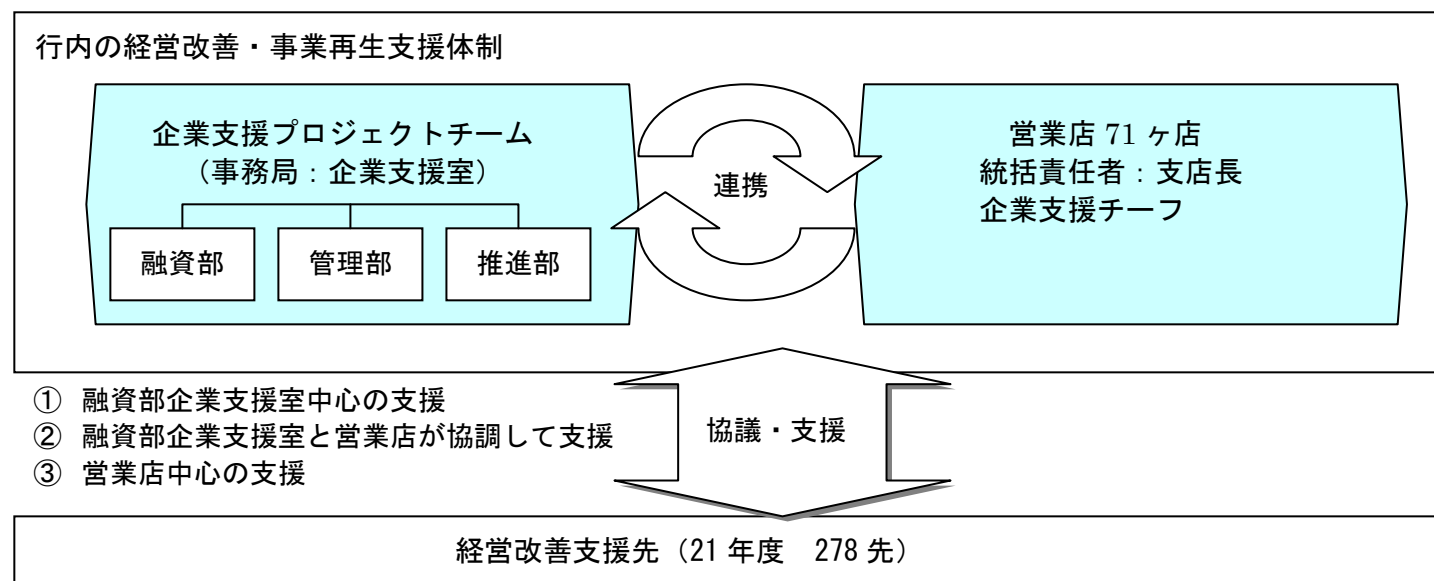 行内の経営改善・事業再生支援体制
企業支援プロジェクトチーム
（事務局：企業支援室）
融資部
管理部
推進部
連携
営業店 71 ヶ店
統括責任者：支店長
企業支援チーフ
① 融資部企業支援室中心の支援
② 融資部企業支援室と営業店が協調して支援
③ 営業店中心の支援
協議・支援
経営改善支援先（21 年度　278 先）